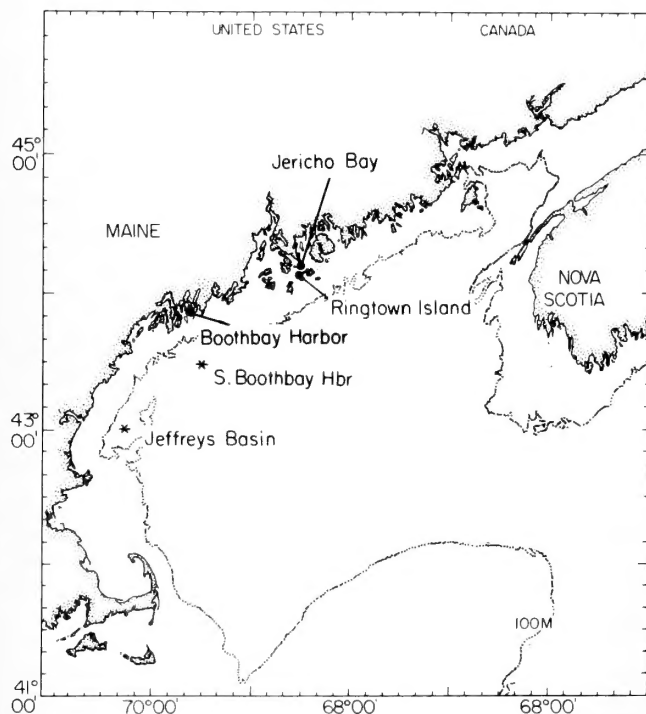 UNITED STATES
CANADA
45°
00'
Jericho Bay
MAINE
NOVA
SCOTIA
Ringtown Island
Boothbay Harbor
S. Boothbay Hbr
43°
00'
Jeffreys Basin
100M
41°
00'
70°00'
68°00'
68°00'